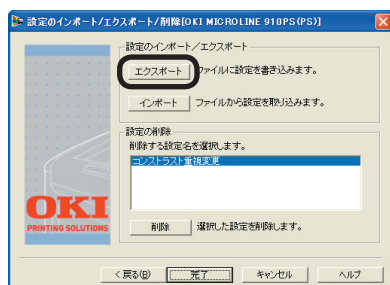 設定のインポート/エクスポート/削除[OKI MICROLINE 910PS(PS)]
設定のインポート/エクスポート
エクスポート ファイルに設定を書き込みます。
インポート ファイルから設定を取り込みます。
設定の削除
削除する設定名を選択します。
コンストラスト重視変更
削除 選択した設定を削除します。
OKI
PRINTING SOLUTIONS
< 戻る(B) 完了 キャンセル ヘルプ